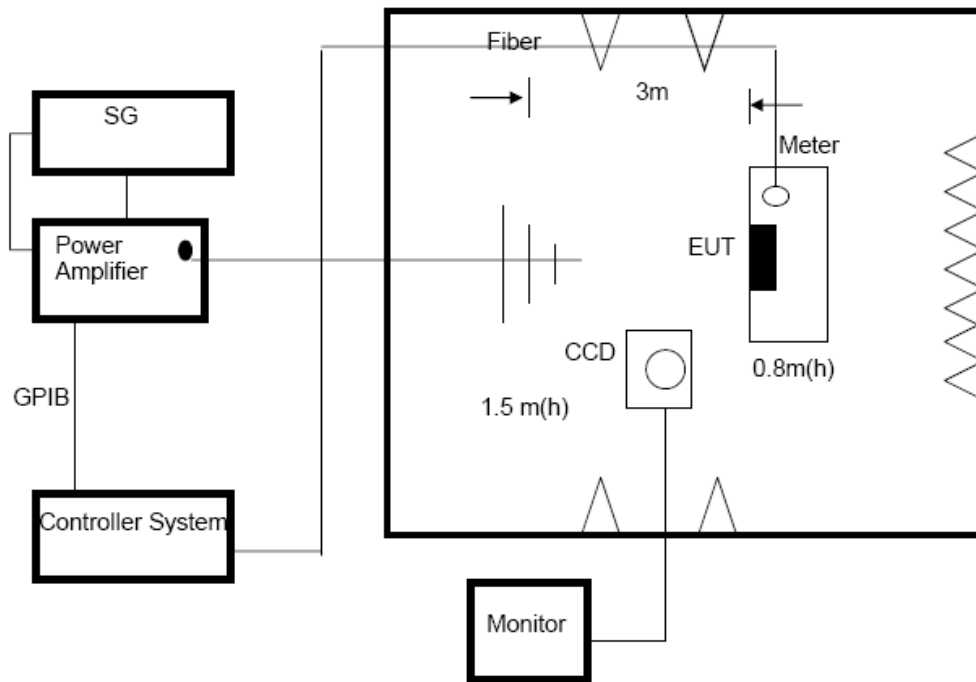 Fiber
3m
SG
Meter
Power
Amplifier
EUT
CCD
0.8m(h)
GPIB
1.5 m(h)
Controller System
Monitor